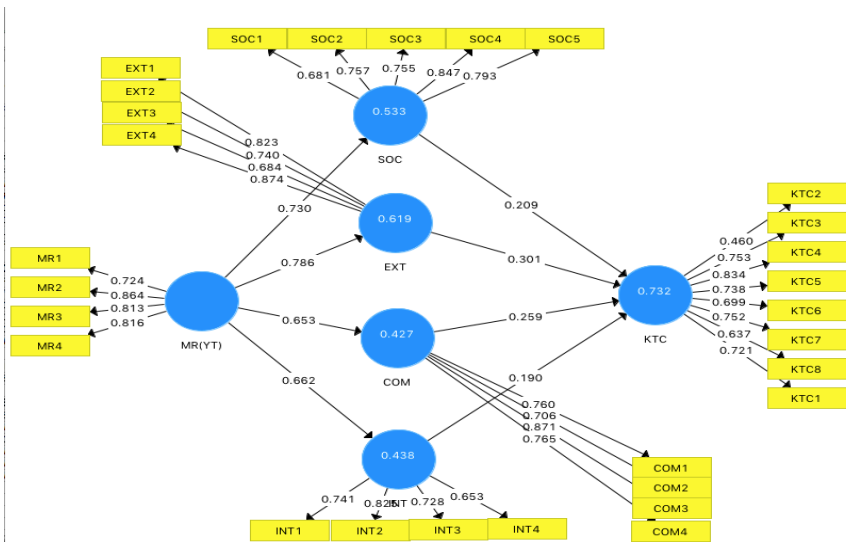 SOC1 SOC2 SOC3 SOC4 SOC5
0.681 0.757 0.755 0.847 0.793
EXT1
EXT2
EXT3
EXT4
0.823
0.740
0.684
0.874
0.533
SOC
0.730
0.209
0.619
EXT
0.786
0.301
MR1
MR2
MR3
MR4
0.724
0.864
0.813
0.816
MR(YT)
0.653
0.427
COM
0.259
0.662
0.190
0.732
KTC
KTC2
KTC3
KTC4
KTC5
KTC6
KTC7
KTC8
KTC1
0.460
0.753
0.834
0.738
0.699
0.752
0.637
0.721
0.760
0.706
0.871
0.765
COM1
COM2
COM3
COM4
0.438
INT
0.741 0.825 0.728 0.653
INT1 INT2 INT3 INT4